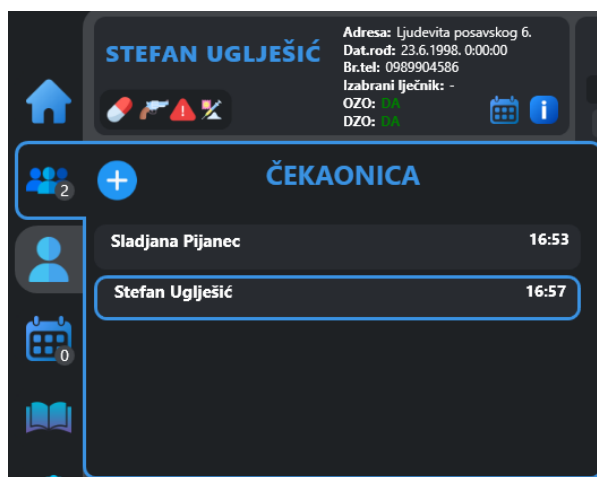 STEFAN UGLJEŠIĆ
Adresa: Ljudevita posavskog 6.
Dat.rođ: 23.6.1998. 0:00:00
Br.tel: 0989904586
Izabrani lječnik: -
OZO: DA
DZO: DA
2
ČEKAONICA
Sladjana Pijanec 16:53
Stefan Uglješić 16:57
0